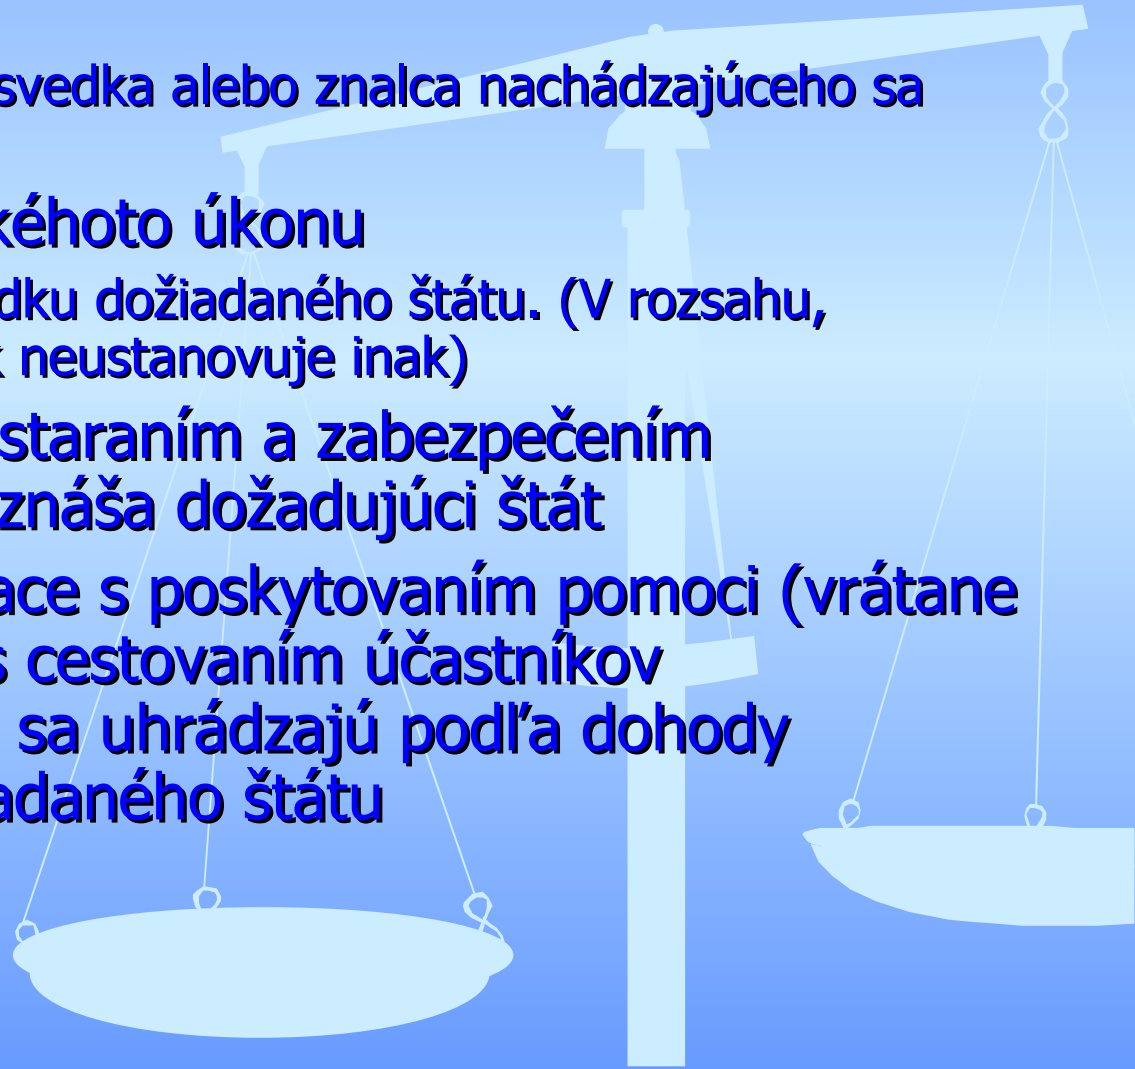 svedka alebo znalca nachádzajúceho sa
kéhoto úkonu
dku dožiadaného štátu. (V rozsahu,
k neustanovuje inak)
staraním a zabezpečením
znáša dožadujúci štát
ace s poskytovaním pomoci (vrátane
s cestovaním účastníkov
sa uhrádzajú podľa dohody
adaného štátu